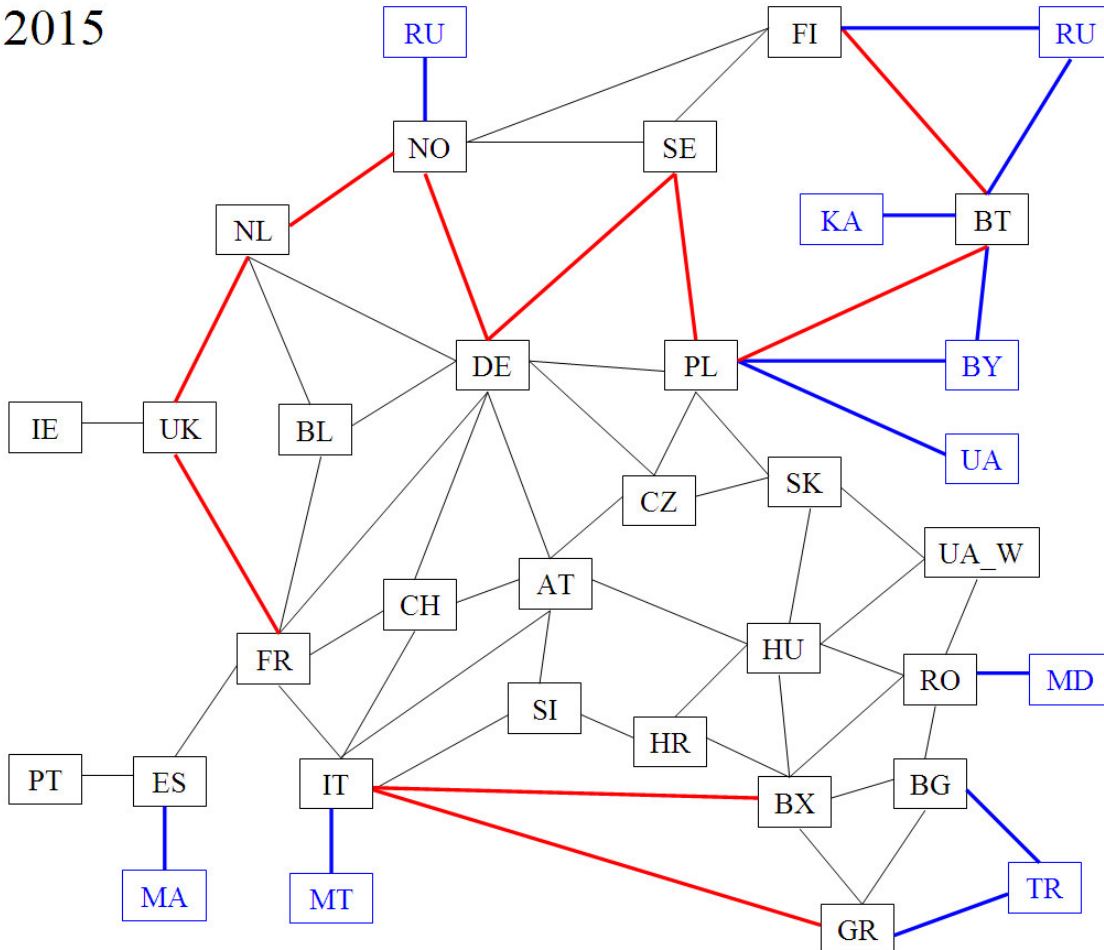 2015
RU
FI
RU
NO
SE
KA
BT
NL
DE
PL
BY
IE
UK
BL
UA
SK
CZ
UA_W
AT
CH
HU
FR
RO
MD
SI
HR
PT
ES
IT
BX
BG
MA
MT
TR
GR